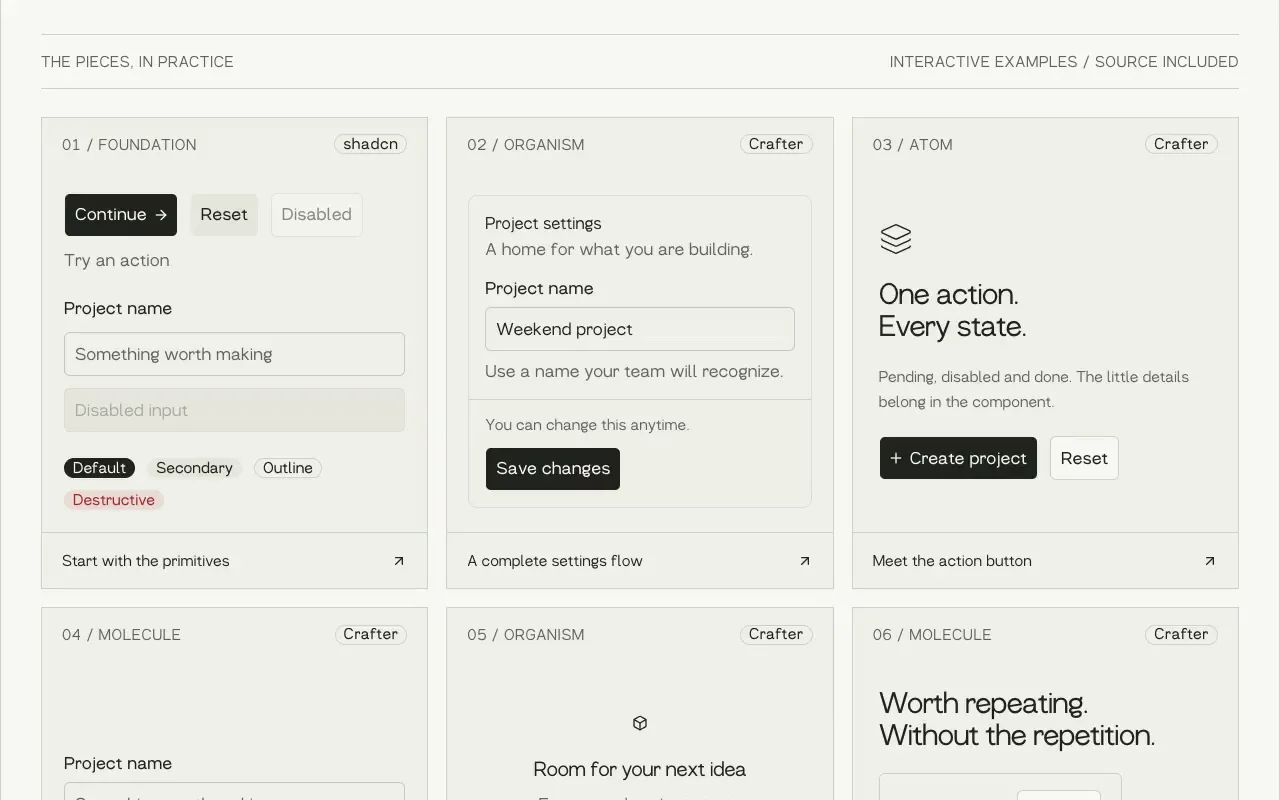 THE PIECES, IN PRACTICE
INTERACTIVE EXAMPLES / SOURCE INCLUDED
01 / FOUNDATION
shadcn
Continue →
Reset
Disabled
Try an action
Project name
Something worth making
Disabled input
Default
Secondary
Outline
Destructive
Start with the primitives
02 / ORGANISM
Crafter
Project settings
A home for what you are building.
Project name
Weekend project
Use a name your team will recognize.
You can change this anytime.
Save changes
A complete settings flow
03 / ATOM
Crafter
One action.
Every state.
Pending, disabled and done. The little details
belong in the component.
+ Create project
Reset
Meet the action button
04 / MOLECULE
Crafter
Project name
05 / ORGANISM
Crafter
Room for your next idea
06 / MOLECULE
Crafter
Worth repeating.
Without the repetition.